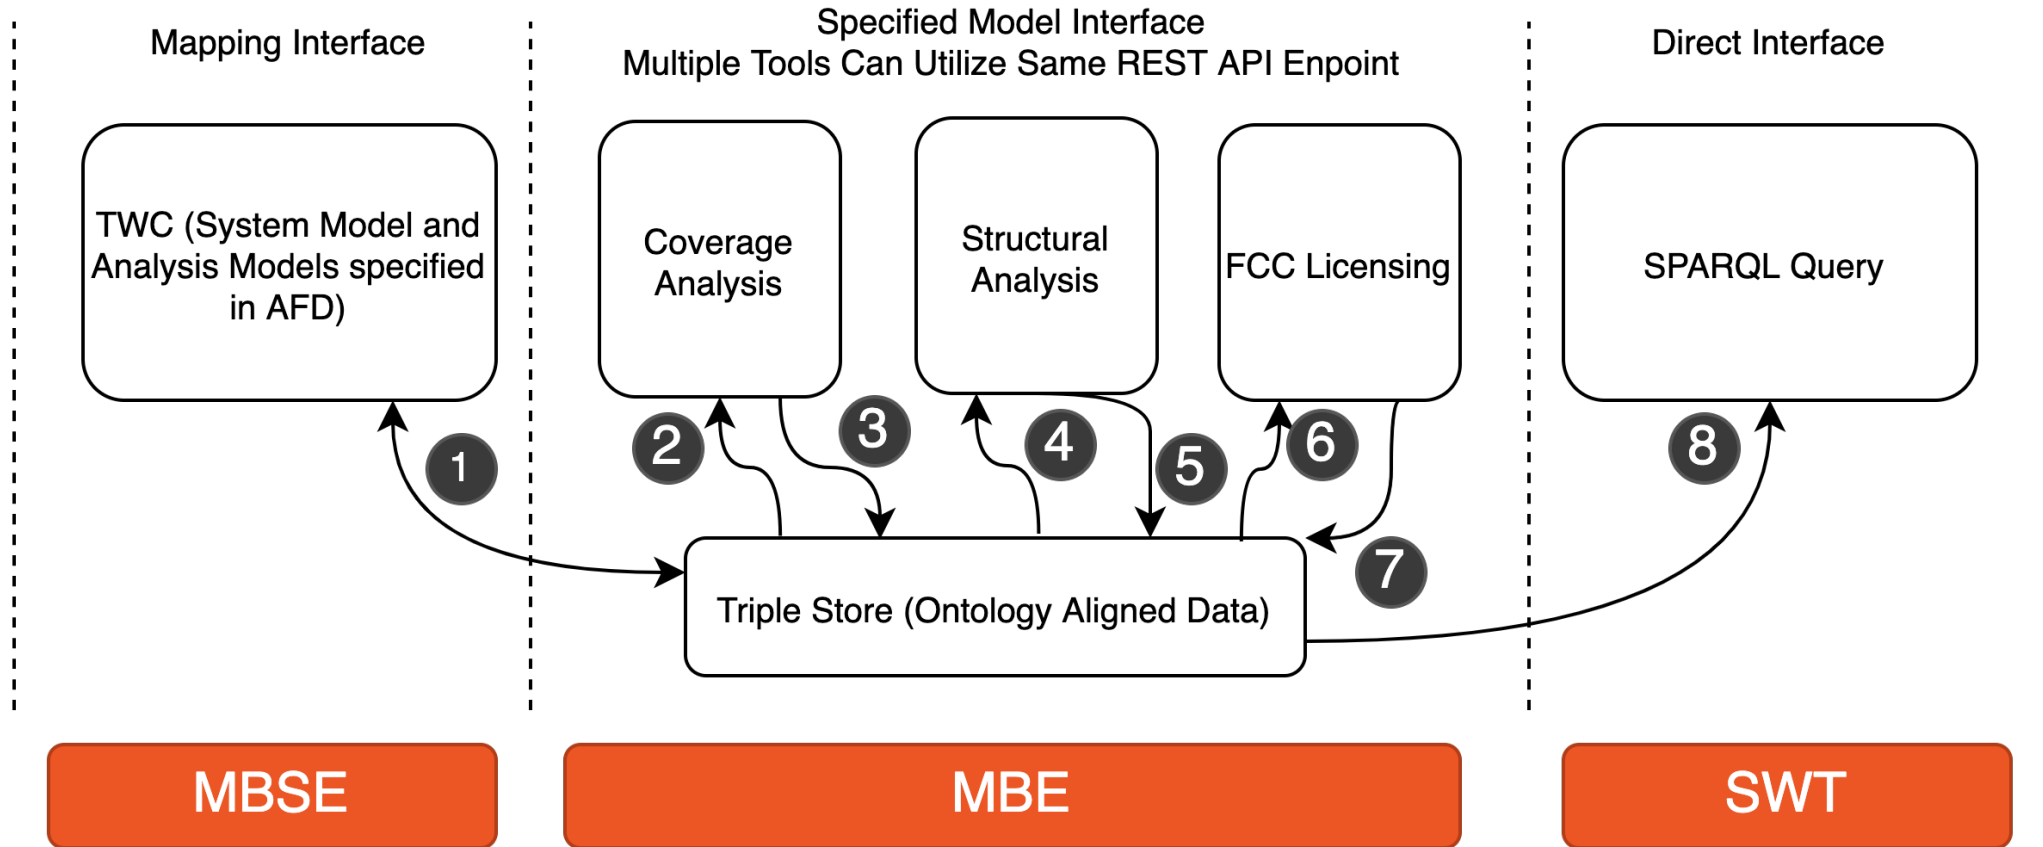 Mapping Interface
Specified Model Interface
Multiple Tools Can Utilize Same REST API Enpoint
Direct Interface
TWC (System Model and
Analysis Models specified
in AFD)
Coverage
Analysis
Structural
Analysis
FCC Licensing
SPARQL Query
1
2
3
4
5
6
7
8
Triple Store (Ontology Aligned Data)
MBSE
MBE
SWT